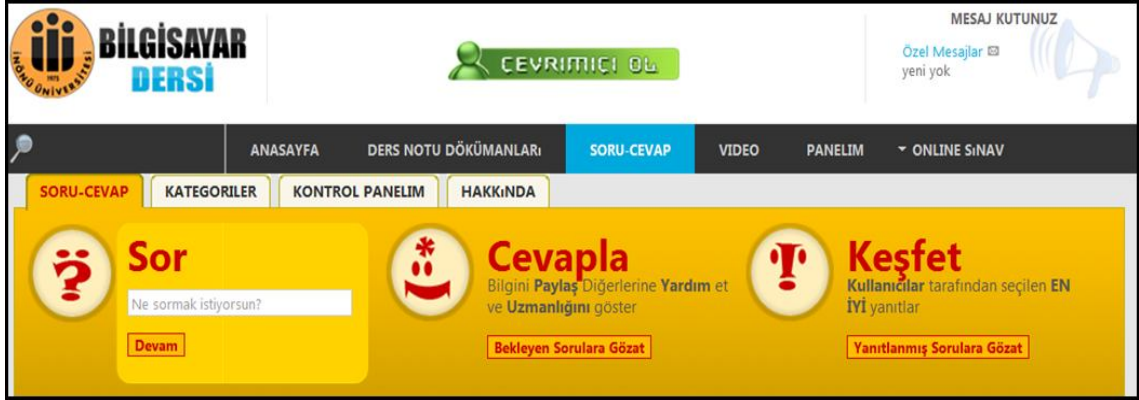 İNÖNÜ ÜNİVERSİTESİ
1975
BİLGİSAYAR
DERSİ
ÇEVRIMIÇI OL
MESAJ KUTUNUZ
Özel Mesajlar
yeni yok
ANASAYFA DERS NOTU DÖKÜMANLARı SORU-CEVAP VIDEO PANELIM ONLINE SıNAV
SORU-CEVAP KATEGORILER KONTROL PANELIM HAKKıNDA
Sor
Ne sormak istiyorsun?
Devam
Cevapla
Bilgini Paylaş Diğerlerine Yardım et
ve Uzmanlığını göster
Bekleyen Sorulara Gözat
Keşfet
Kullanıcılar tarafından seçilen EN
İYİ yanıtlar
Yanıtlanmış Sorulara Gözat